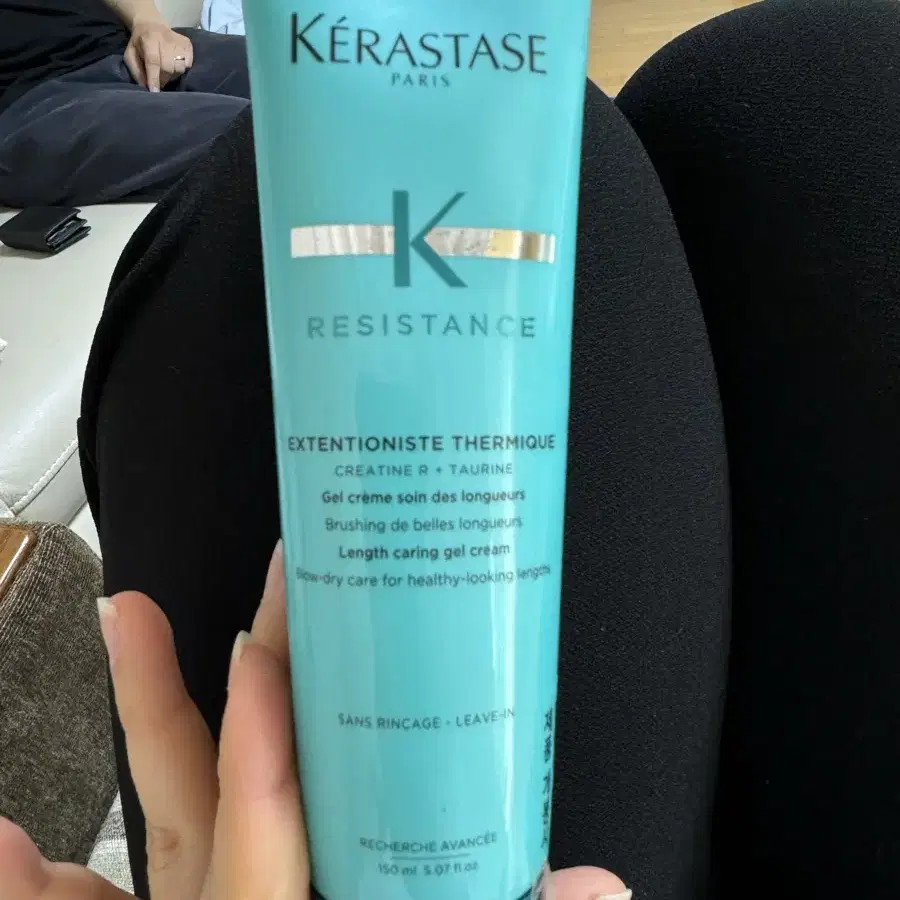 KÉRASTASE
PARIS
K
RESISTANCE
EXTENTIONISTE THERMIQUE
CREATINE R + TAURINE
Gel crème soin des longueurs
Brushing de belles longueurs
Length caring gel cream
Blow-dry care for healthy-looking lengths
SANS RINÇAGE - LEAVE-IN
RECHERCHE AVANCÉE
150 ml 5.07 fl oz